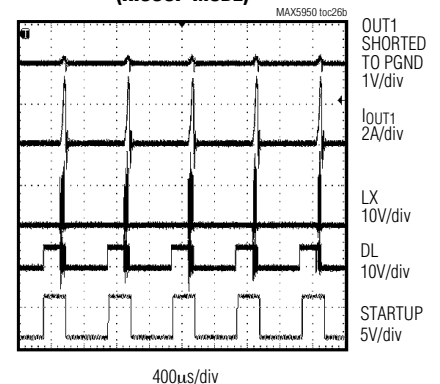 (HICCUP MODE)
MAX5950 toc26b
OUT1
SHORTED
TO PGND
1V/div
IOUT1
2A/div
LX
10V/div
DL
10V/div
STARTUP
5V/div
400μs/div